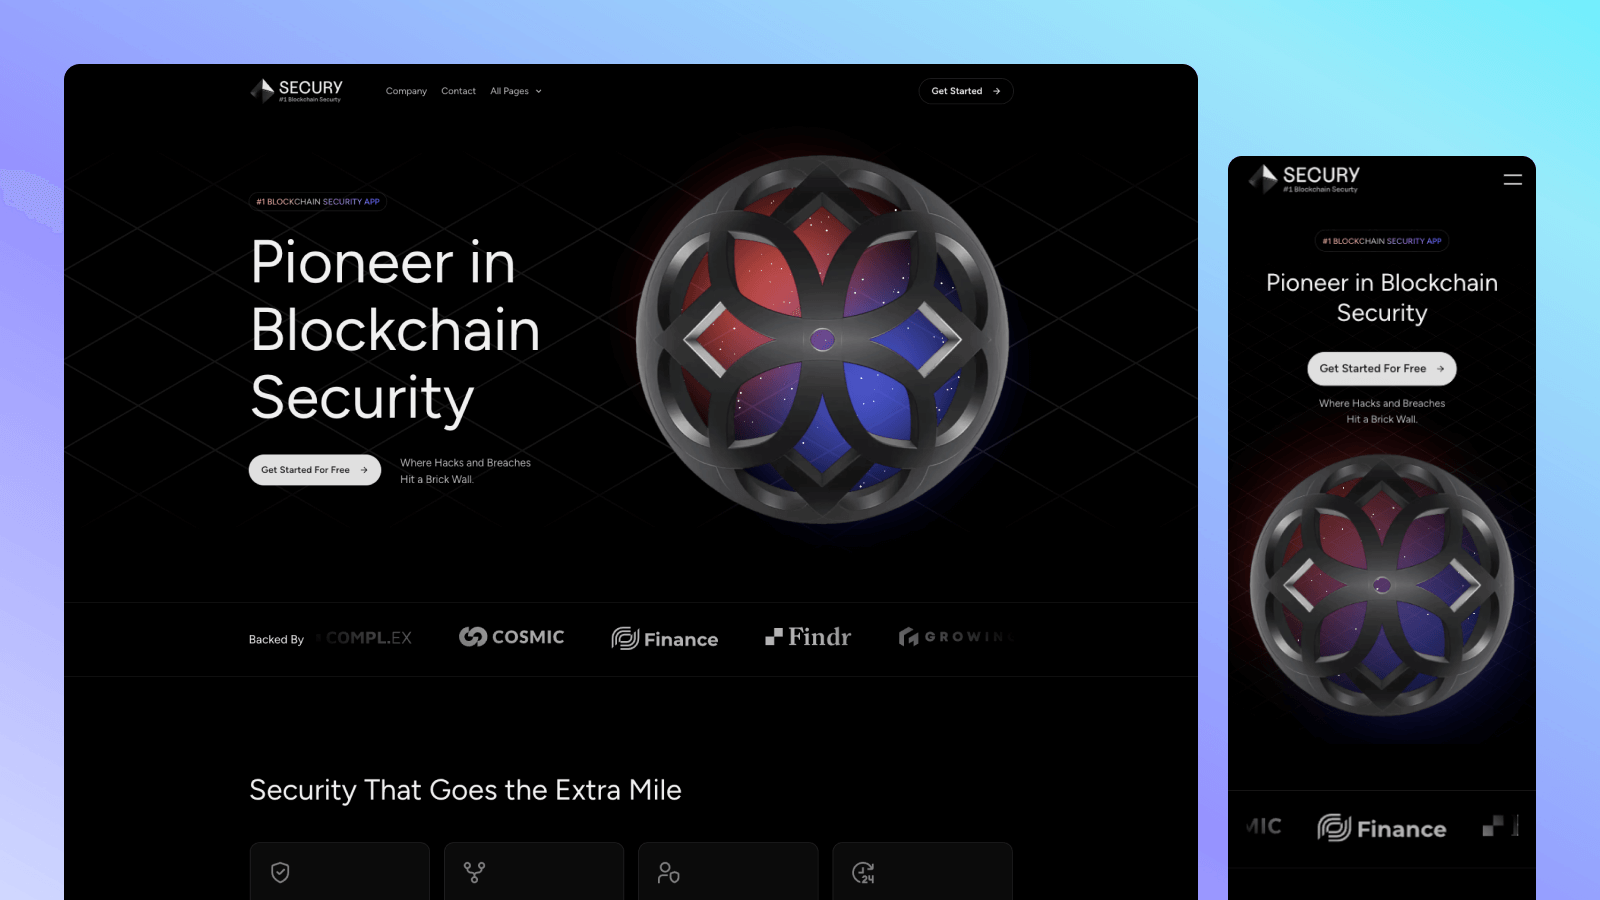 SECURY
#1 Blockchain Securty
Company Contact All Pages
Get Started
#1 BLOCKCHAIN SECURITY APP
Pioneer in
Blockchain
Security
Get Started For Free
Where Hacks and Breaches
Hit a Brick Wall.
Backed By
COMPL.EX
COSMIC
Finance
Findr
GROWIN
Security That Goes the Extra Mile
24
SECURY
#1 Blockchain Securty
#1 BLOCKCHAIN SECURITY APP
Pioneer in Blockchain
Security
Get Started For Free
Where Hacks and Breaches
Hit a Brick Wall.
MIC
Finance